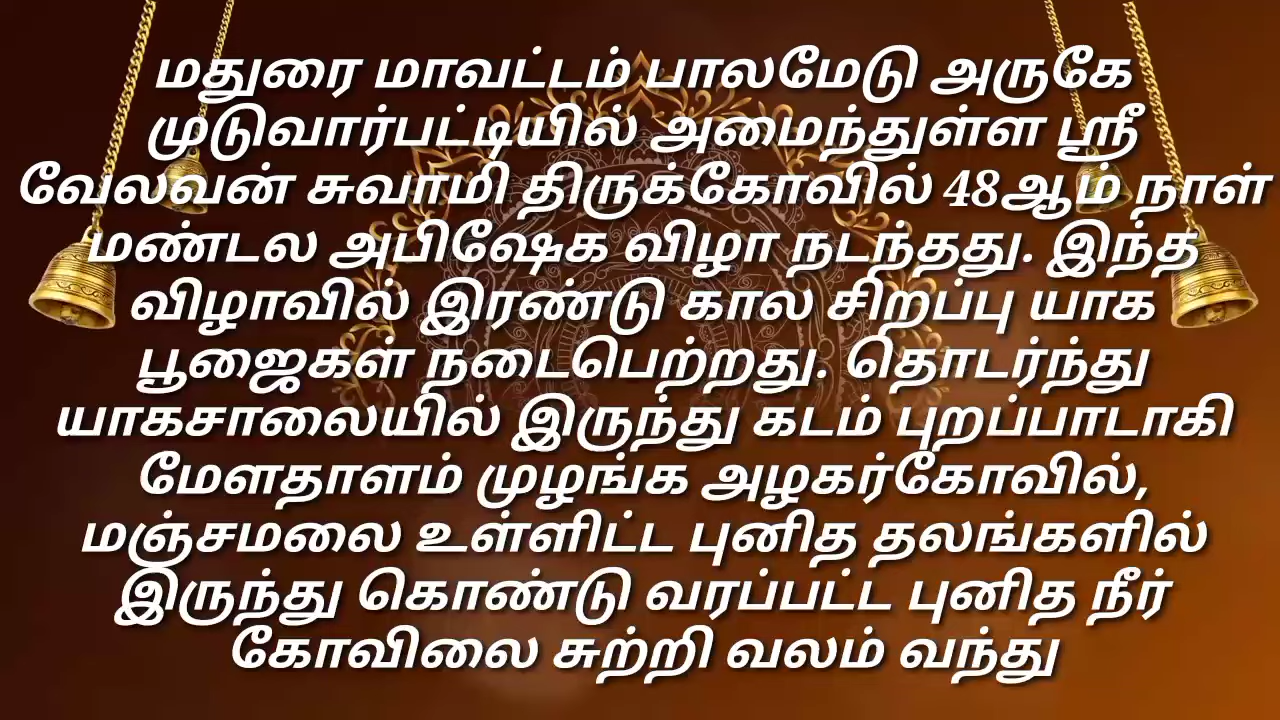 மதுரை மாவட்டம் பாலமேடு அருகே
முடுவார்பட்டியில் அமைந்துள்ள ஸ்ரீ
வேலவன் சுவாமி திருக்கோவில் 48ஆம் நாள்
மண்டல அபிஷேக விழா நடந்தது. இந்த
விழாவில் இரண்டு கால சிறப்பு யாக
பூஜைகள் நடைபெற்றது. தொடர்ந்து
யாகசாலையில் இருந்து கடம் புறப்பாடாகி
மேளதாளம் முழங்க அழகர்கோவில்,
மஞ்சமலை உள்ளிட்ட புனித தலங்களில்
இருந்து கொண்டு வரப்பட்ட புனித நீர்
கோவிலை சுற்றி வலம் வந்து